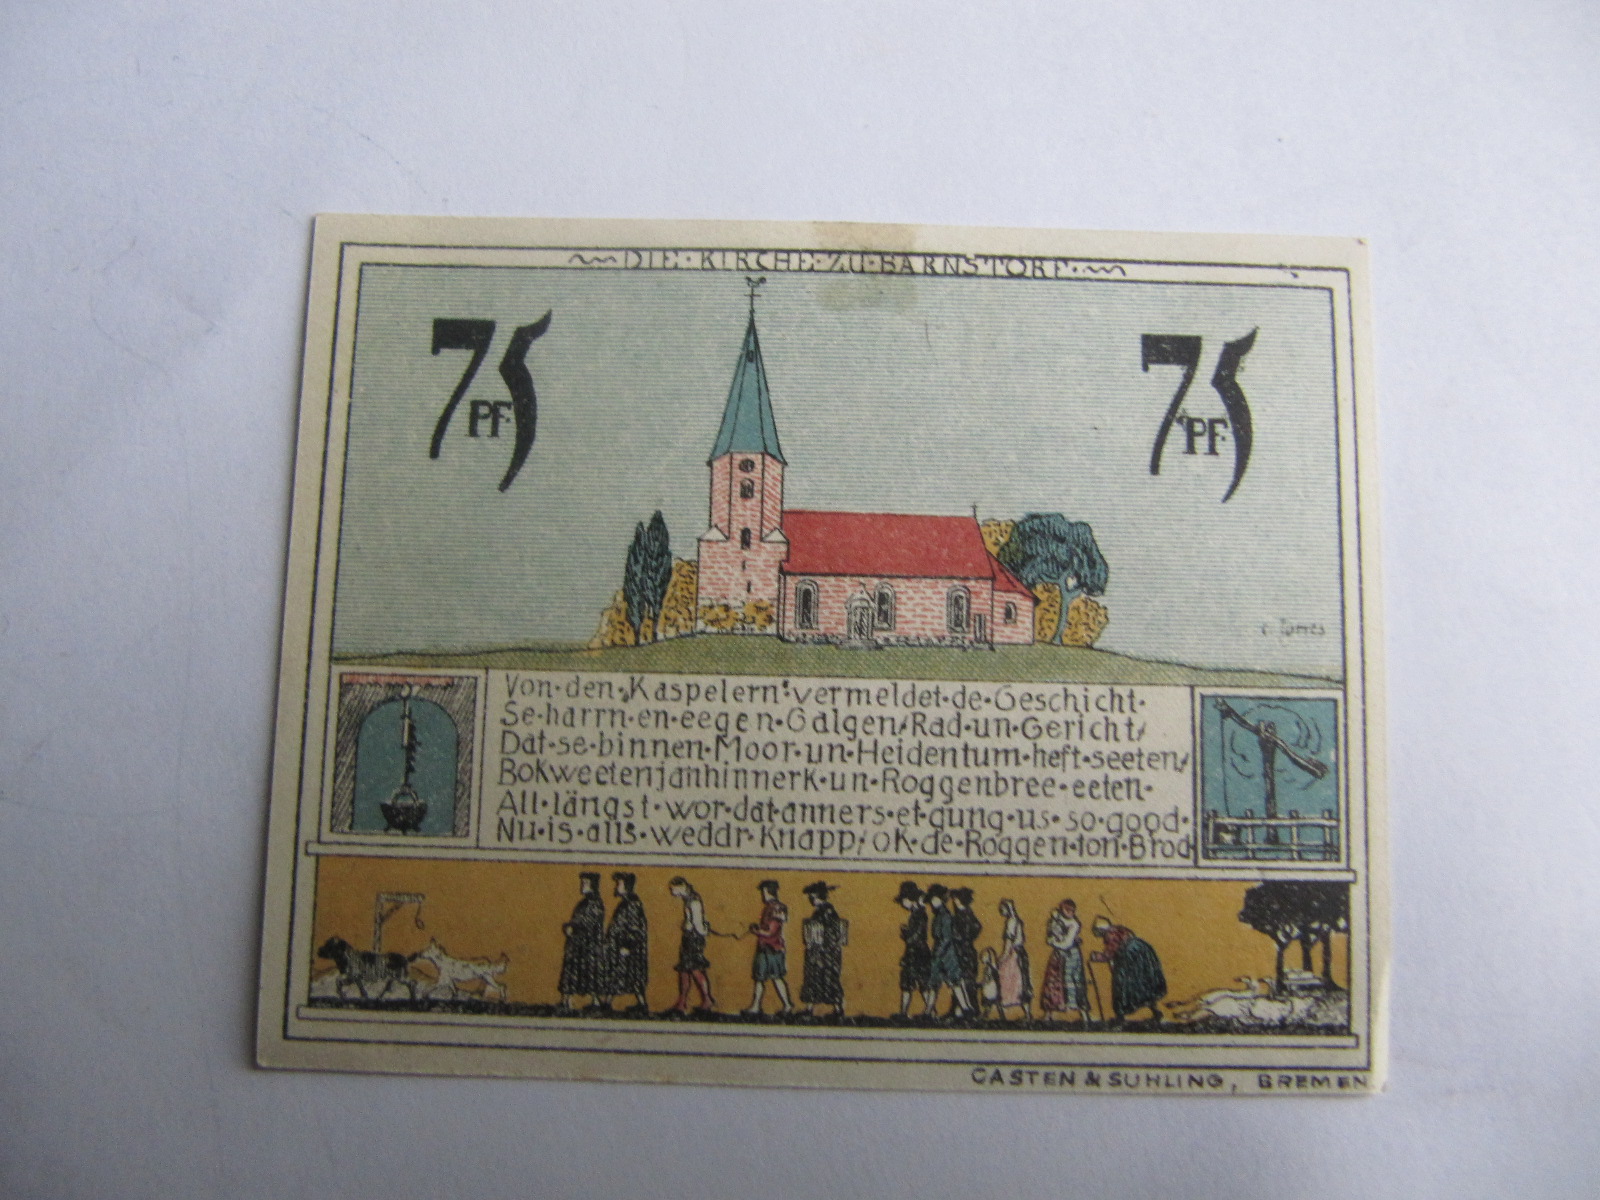 DIE·KIRCHE·ZU·BARNSTORF·
75
PF.
75
PF.
Von·den„Kaspelern“vermeldet·de·Geschicht·
Se·harrn·en·eegen·Galgen/Rad·un·Gericht/
Dat·se·binnen·Moor·un·Heidentum·heft·seeten/
Bokweetenjanhinnerk·un·Roggenbree·eeten·
All·längst·wor·dat·anners·et·gung·us·so·good·
Nu·is·alls·weddr·Knapp/ok·de·Roggen·ton·Brod
GASTEN & SUHLING, BREMEN.